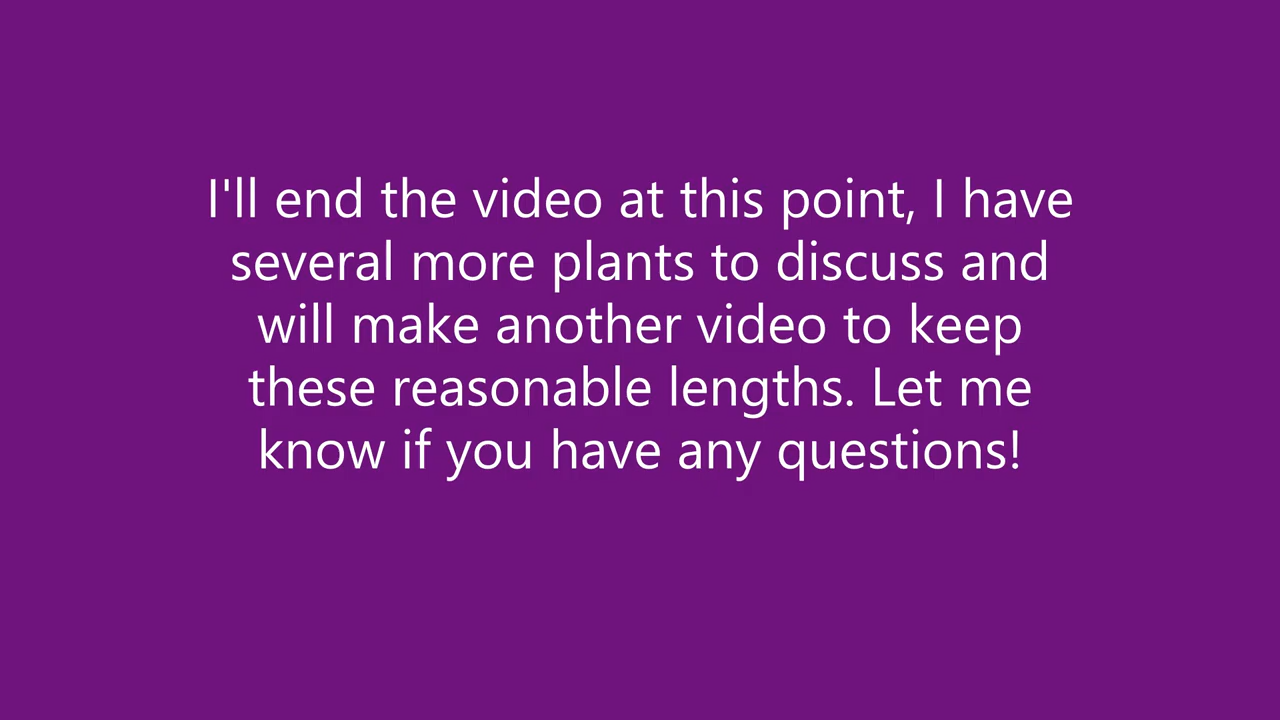 I'll end the video at this point, I have
several more plants to discuss and
will make another video to keep
these reasonable lengths. Let me
know if you have any questions!